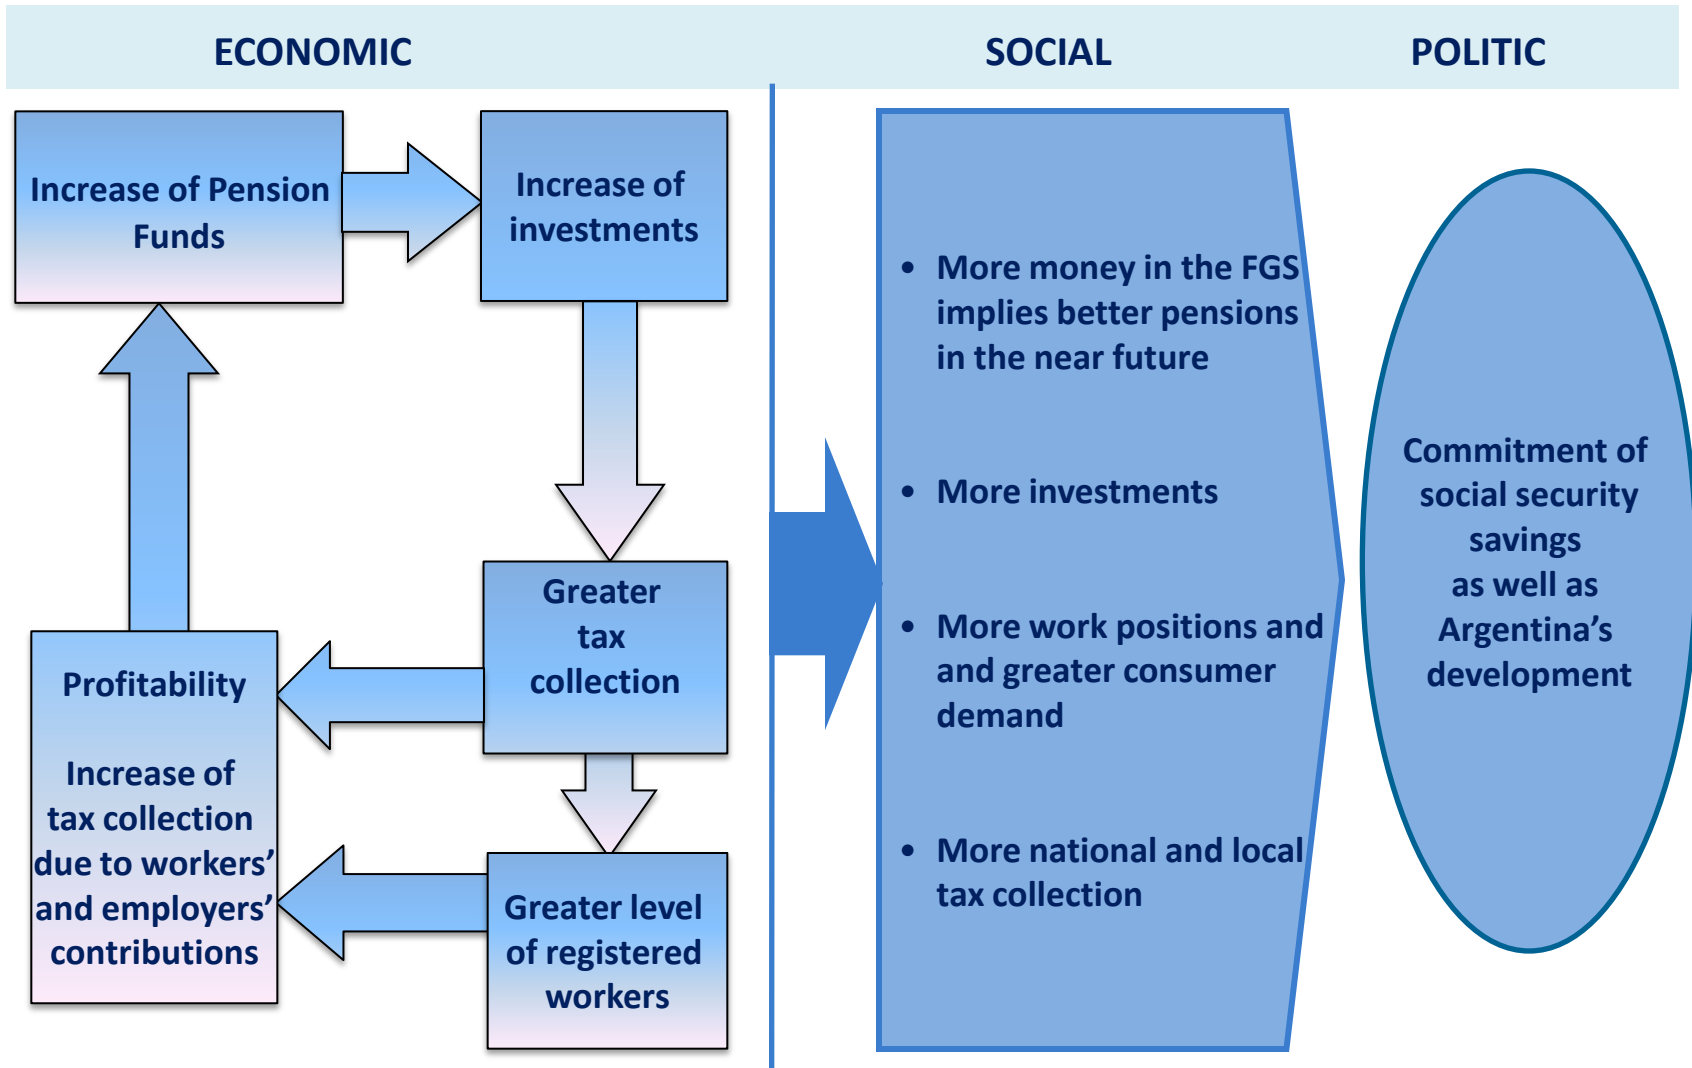 ECONOMIC
SOCIAL
POLITIC
Increase of Pension
Funds
Increase of
investments
Greater
tax
collection
Profitability
Increase of
tax collection
due to workers’
and employers’
contributions
Greater level
of registered
workers
• More money in the FGS
implies better pensions
in the near future
• More investments
• More work positions and
and greater consumer
demand
• More national and local
tax collection
Commitment of
social security
savings
as well as
Argentina’s
development